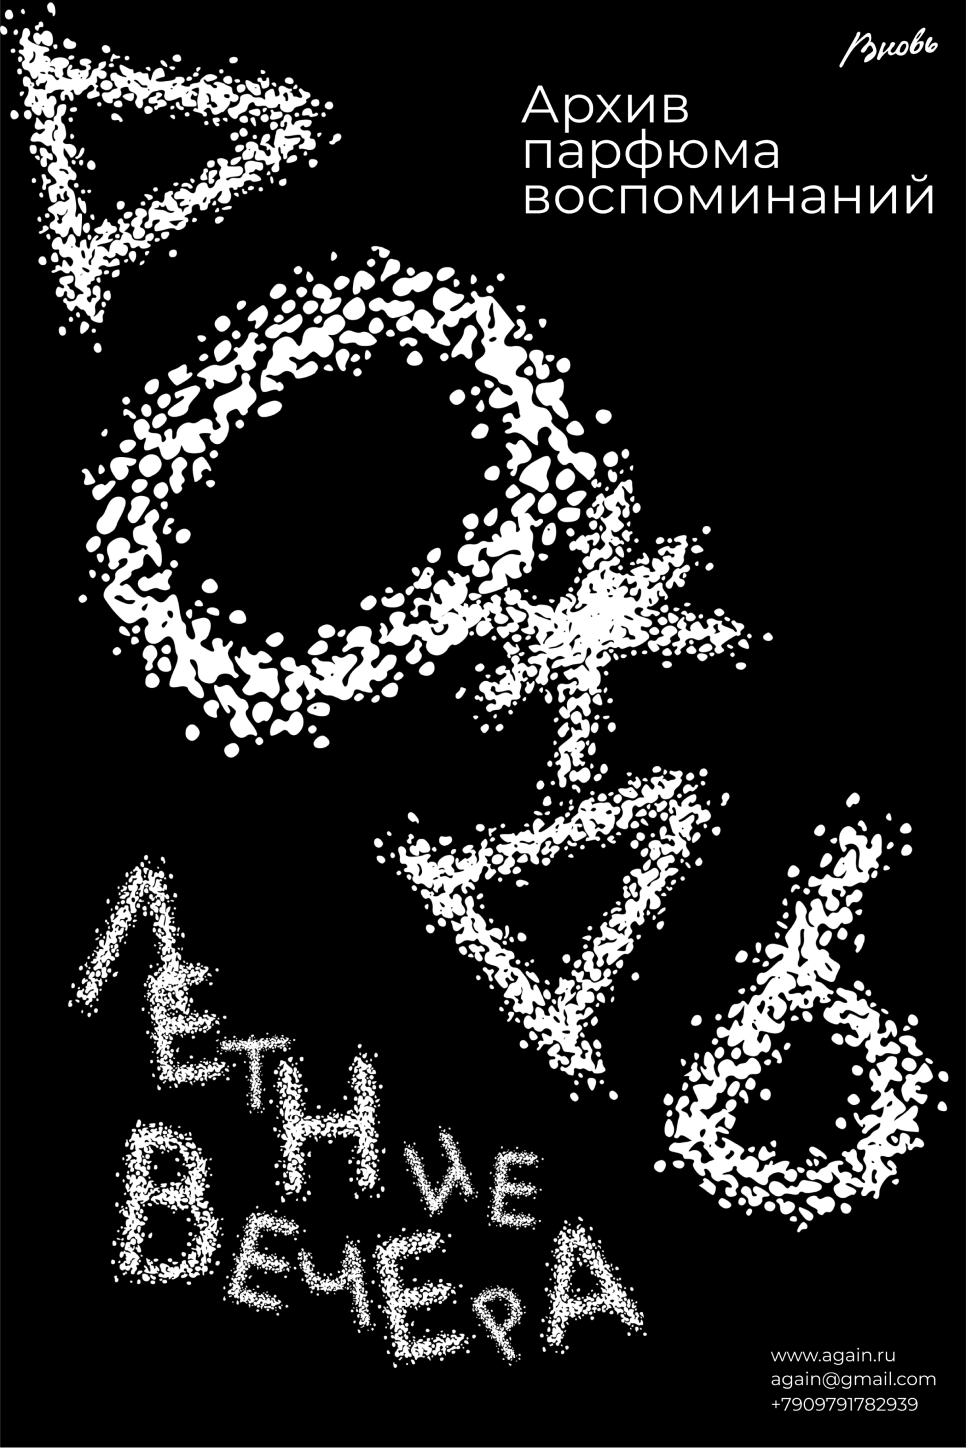 Вновь
Архив
парфюма
воспоминаний
ЛЕТНИЕ
ВЕЧЕРА
www.again.ru
again@gmail.com
+7909791782939